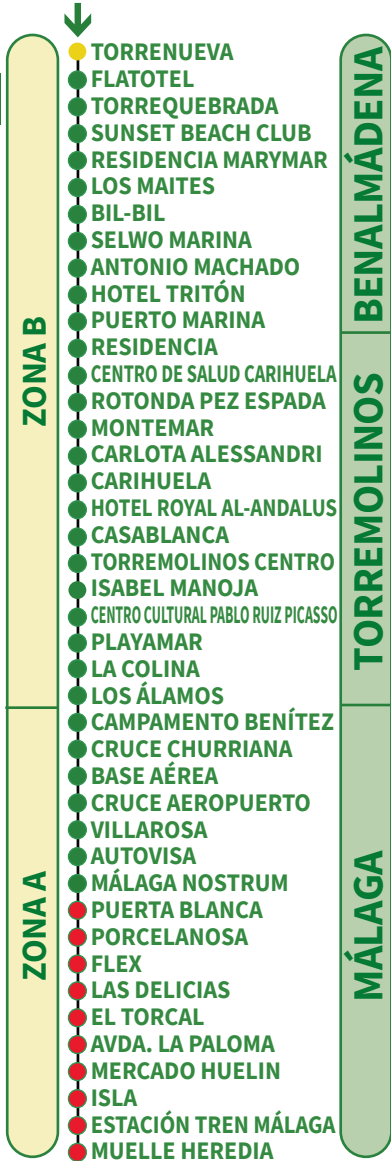 TORRENUEVA
FLATOTEL
TORREQUEBRADA
SUNSET BEACH CLUB
RESIDENCIA MARYMAR
LOS MAITES
BIL-BIL
SELWO MARINA
ANTONIO MACHADO
HOTEL TRITÓN
PUERTO MARINA
RESIDENCIA
CENTRO DE SALUD CARIHUELA
ROTONDA PEZ ESPADA
MONTEMAR
CARLOTA ALESSANDRI
CARIHUELA
HOTEL ROYAL AL-ANDALUS
CASABLANCA
TORREMOLINOS CENTRO
ISABEL MANOJA
CENTRO CULTURAL PABLO RUIZ PICASSO
PLAYAMAR
LA COLINA
LOS ÁLAMOS
CAMPAMENTO BENÍTEZ
CRUCE CHURRIANA
BASE AÉREA
CRUCE AEROPUERTO
VILLAROSA
AUTOVISA
MÁLAGA NOSTRUM
PUERTA BLANCA
PORCELANOSA
FLEX
LAS DELICIAS
EL TORCAL
AVDA. LA PALOMA
MERCADO HUELIN
ISLA
ESTACIÓN TREN MÁLAGA
MUELLE HEREDIA
ZONA B
ZONA A
BENALMÁDENA
TORREMOLINOS
MÁLAGA